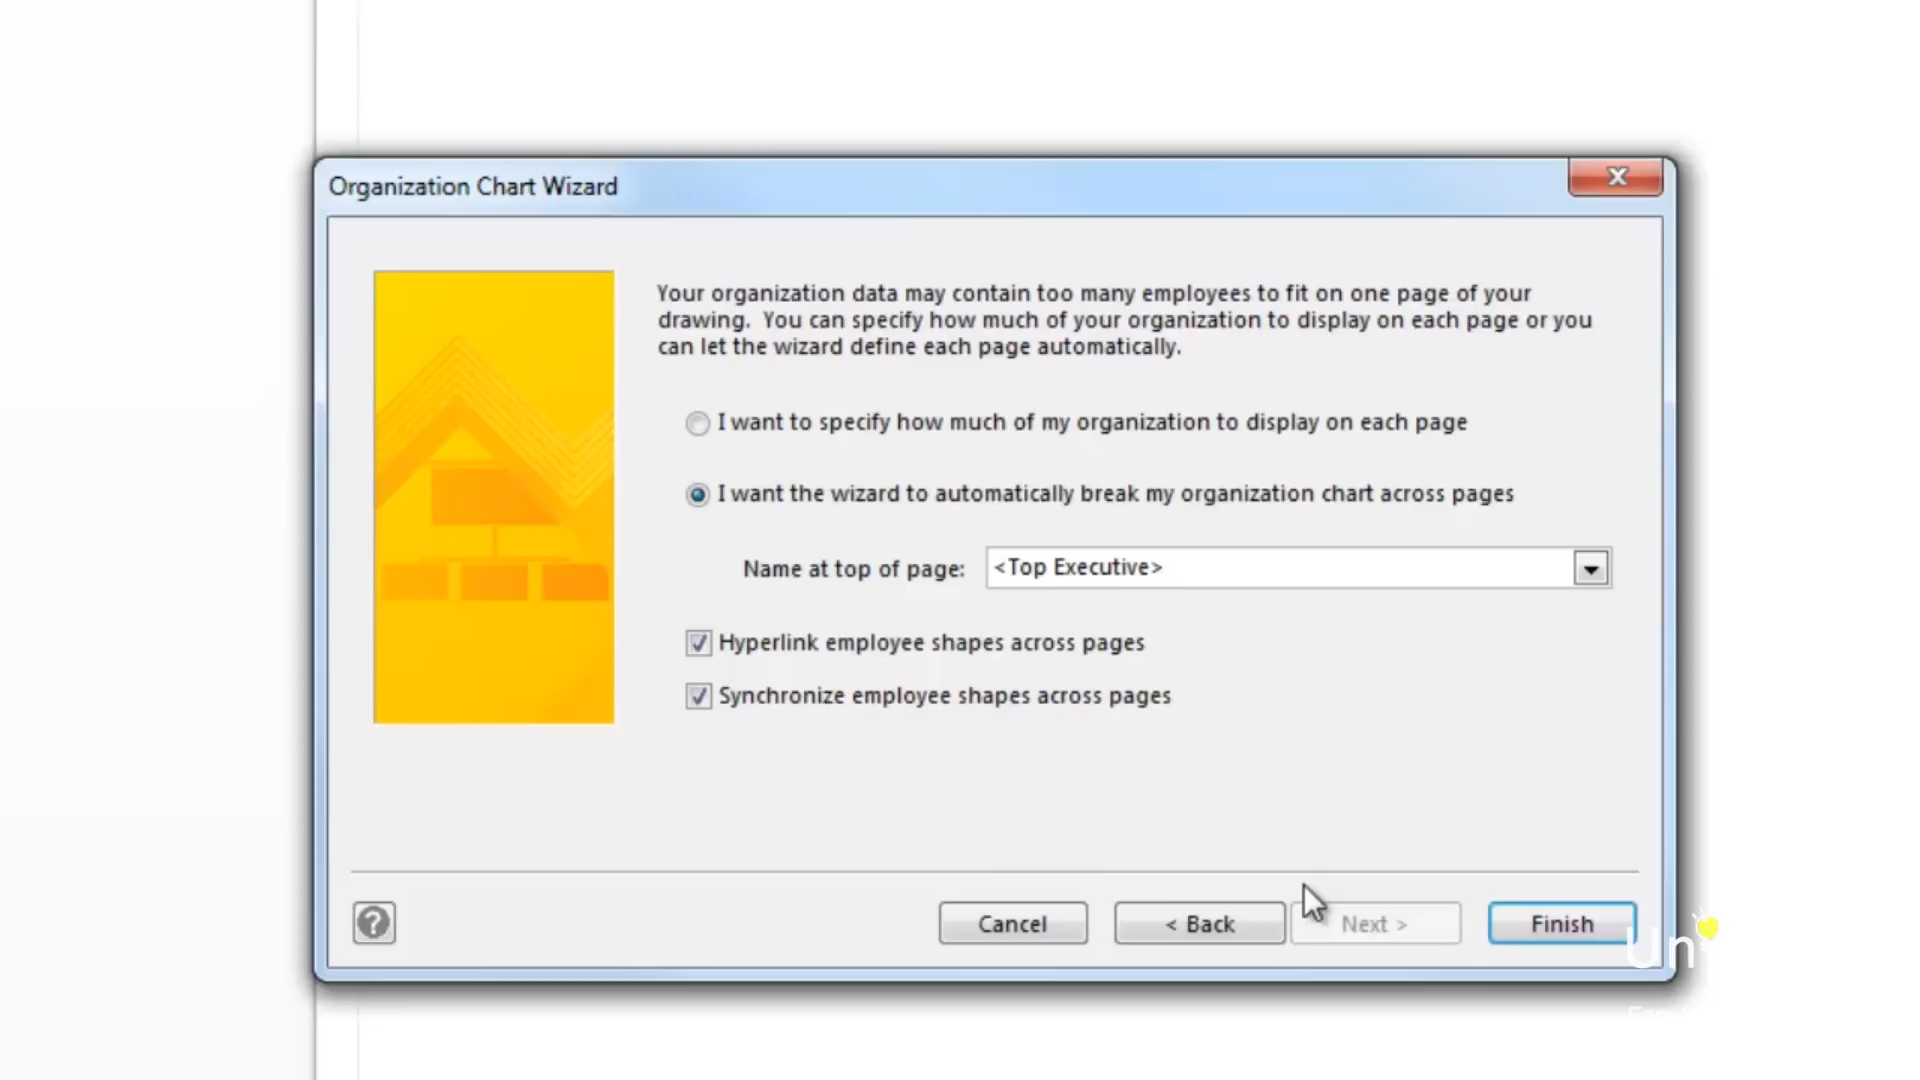 Organization Chart Wizard
Your organization data may contain too many employees to fit on one page of your
drawing. You can specify how much of your organization to display on each page or you
can let the wizard define each page automatically.
I want to specify how much of my organization to display on each page
I want the wizard to automatically break my organization chart across pages
Name at top of page: <Top Executive>
Hyperlink employee shapes across pages
Synchronize employee shapes across pages
? Cancel < Back Next > Finish
Un